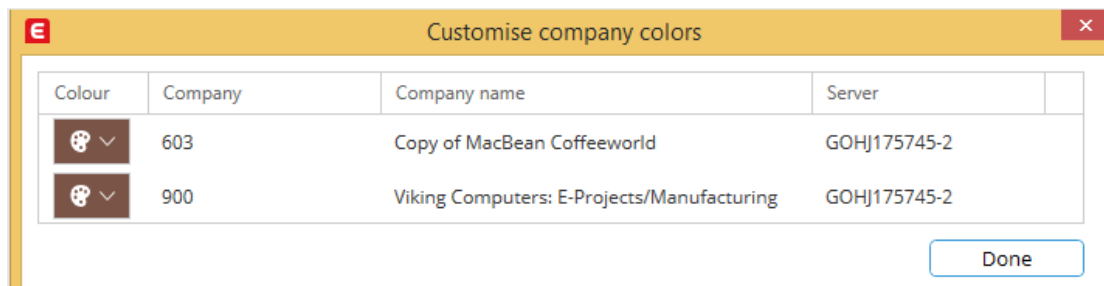 E
Customise company colors
Colour Company Company name Server
603 Copy of MacBean Coffeeworld GOHJ175745-2
900 Viking Computers: E-Projects/Manufacturing GOHJ175745-2
Done